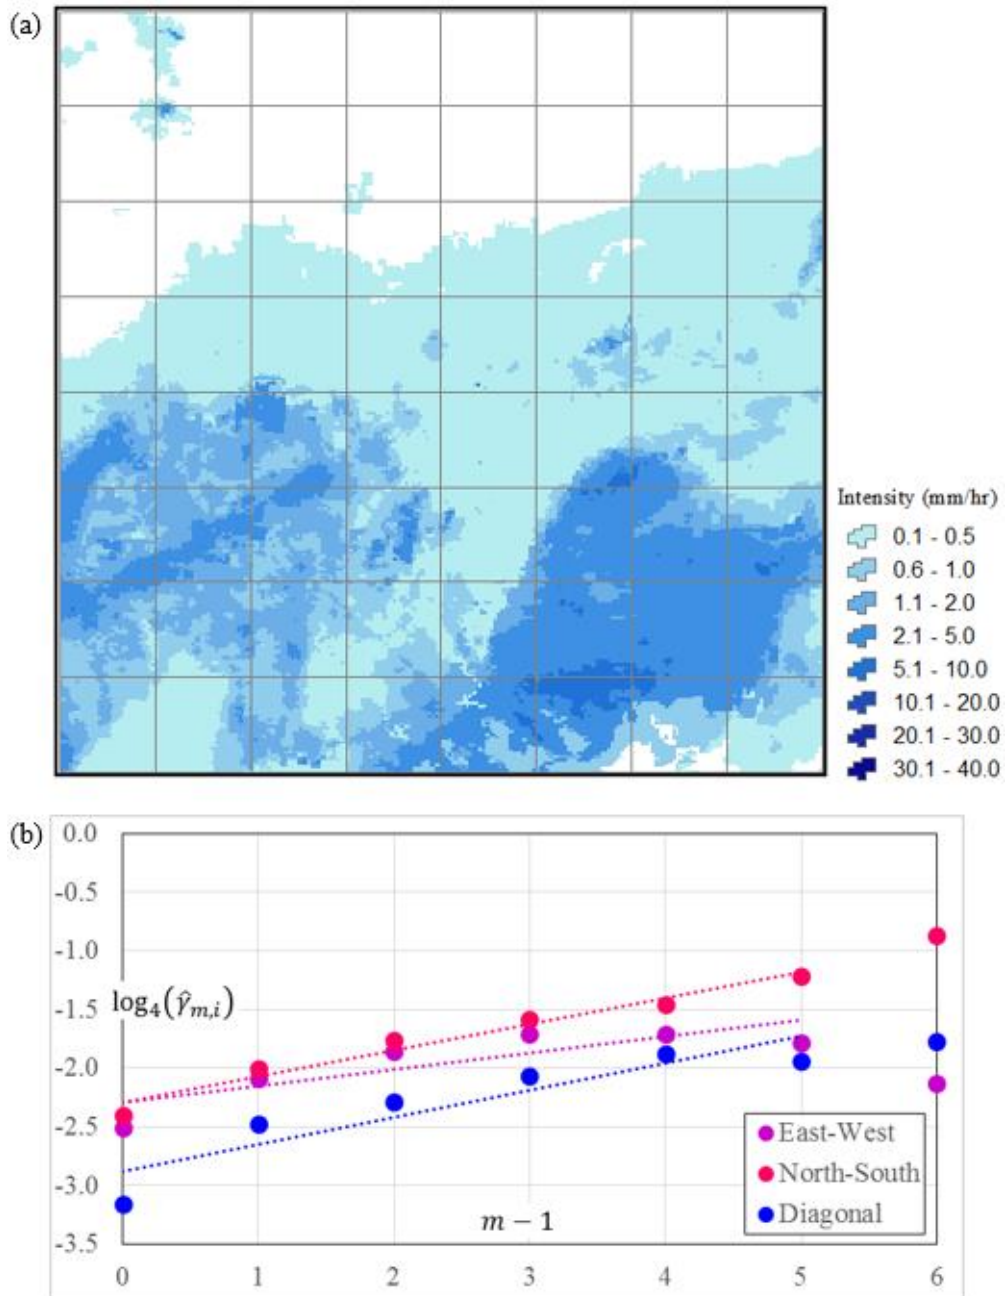 (a)
Intensity (mm/hr)
0.1 - 0.5
0.6 - 1.0
1.1 - 2.0
2.1 - 5.0
5.1 - 10.0
10.1 - 20.0
20.1 - 30.0
30.1 - 40.0
(b)
0.0
-0.5
-1.0
log₄(γ̂ₘ,ᵢ)
-1.5
-2.0
-2.5
-3.0
-3.5
East-West
North-South
Diagonal
m − 1
0 1 2 3 4 5 6